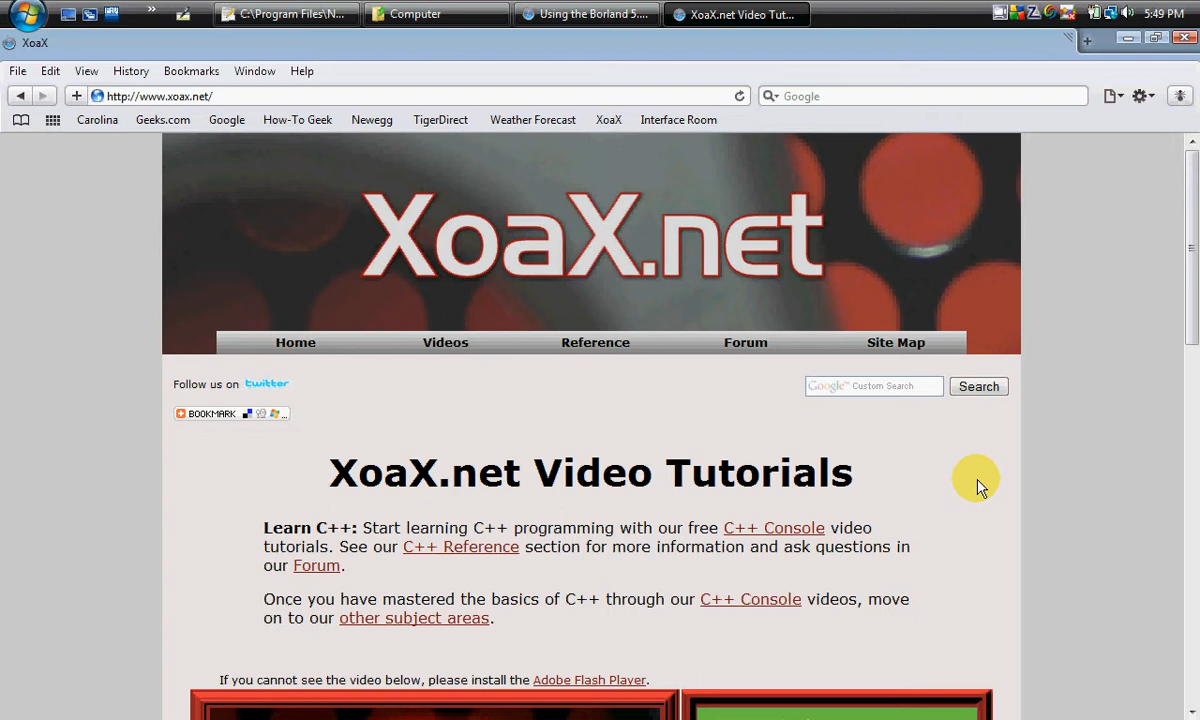 C:\Program Files\N...
Computer
Using the Borland 5....
XoaX.net Video Tut...
5:49 PM
XoaX
File Edit View History Bookmarks Window Help
http://www.xoax.net/
Google
Carolina Geeks.com Google How-To Geek Newegg TigerDirect Weather Forecast XoaX Interface Room
XoaX.net
Home Videos Reference Forum Site Map
Follow us on twitter
Google™ Custom Search
Search
BOOKMARK
XoaX.net Video Tutorials
Learn C++: Start learning C++ programming with our free C++ Console video
tutorials. See our C++ Reference section for more information and ask questions in
our Forum.
Once you have mastered the basics of C++ through our C++ Console videos, move
on to our other subject areas.
If you cannot see the video below, please install the Adobe Flash Player.